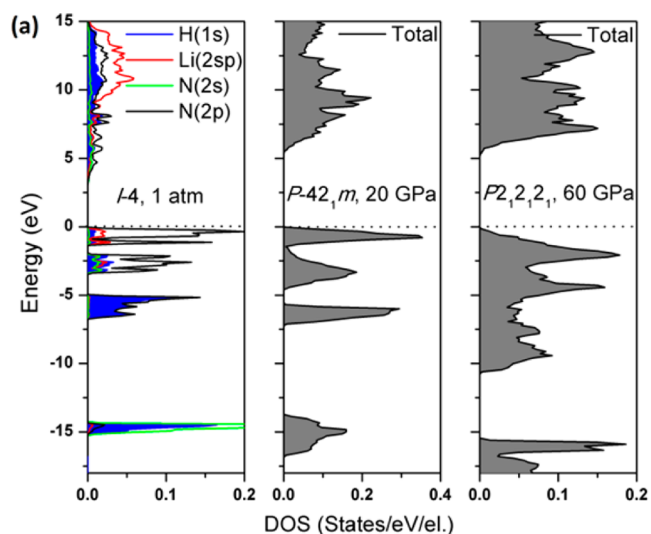 (a)
H(1s)
Li(2sp)
N(2s)
N(2p)
Total
Total
I-4, 1 atm
P-42₁m, 20 GPa
P2₁2₁2₁, 60 GPa
Energy (eV)
15
10
5
0
-5
-10
-15
0.0 0.1 0.2
0.0 0.2 0.4
0.0 0.1 0.2
DOS (States/eV/el.)